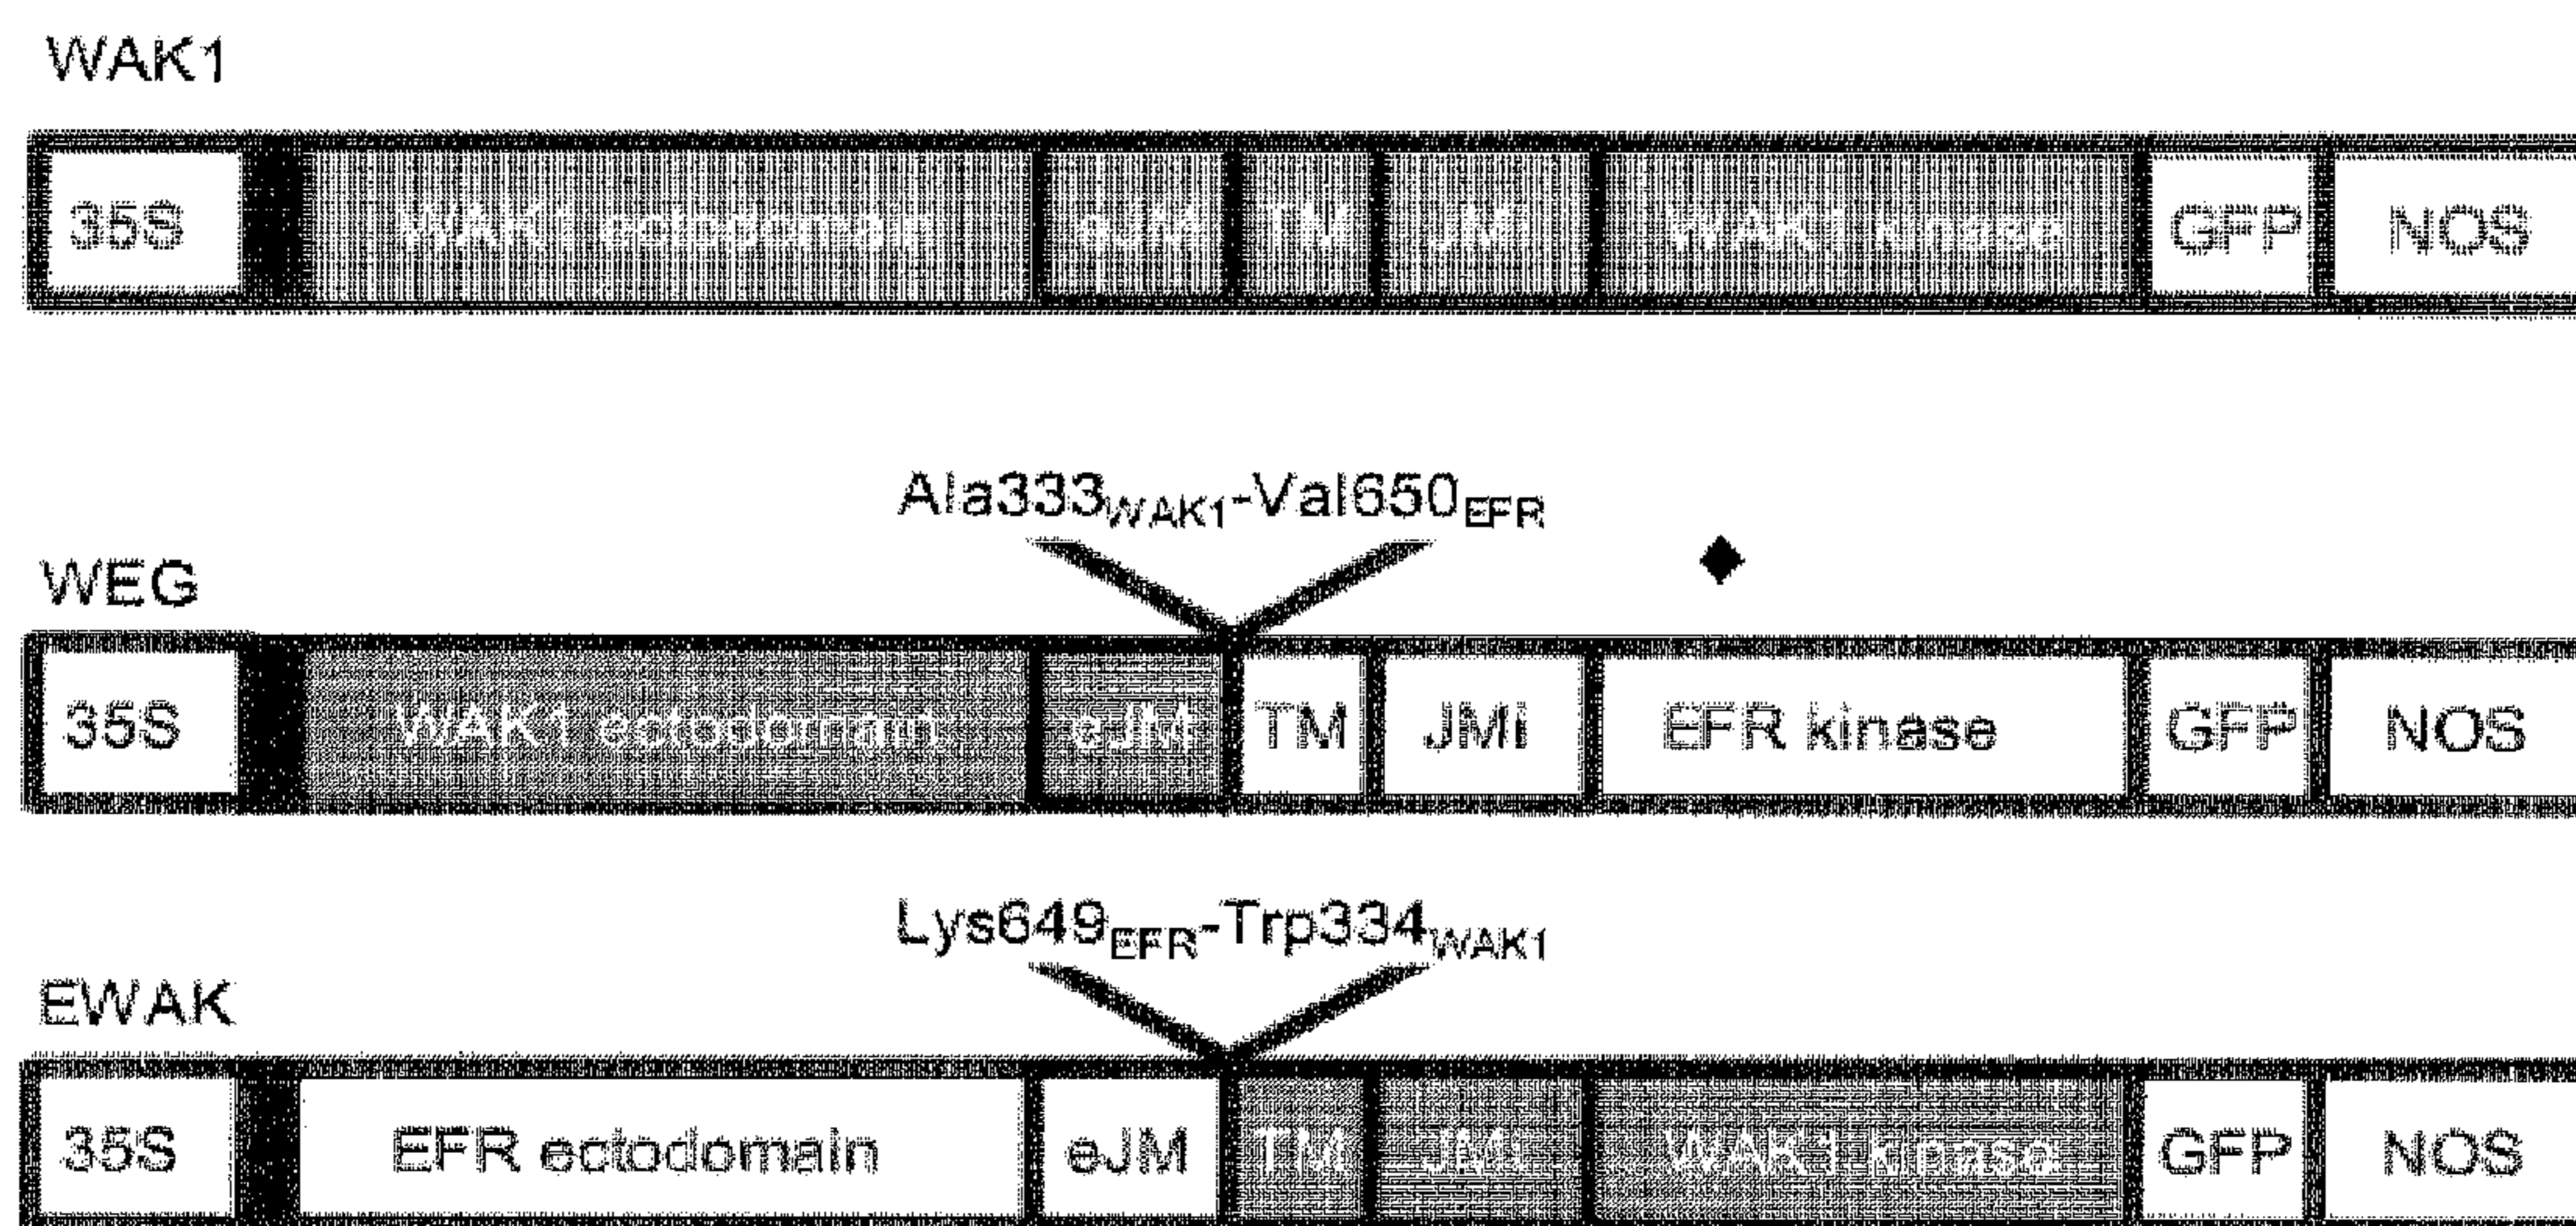 WAK1
35S WAK1 ectodomain eJM TM JMi WAK1 kinase GFP NOS
Ala333WAK1-Val650EFR
WEG
35S WAK1 ectodomain eJM TM JMi EFR kinase GFP NOS
Lys649EFR-Trp334WAK1
EWAK
35S EFR ectodomain eJM TM JMi WAK1 kinase GFP NOS